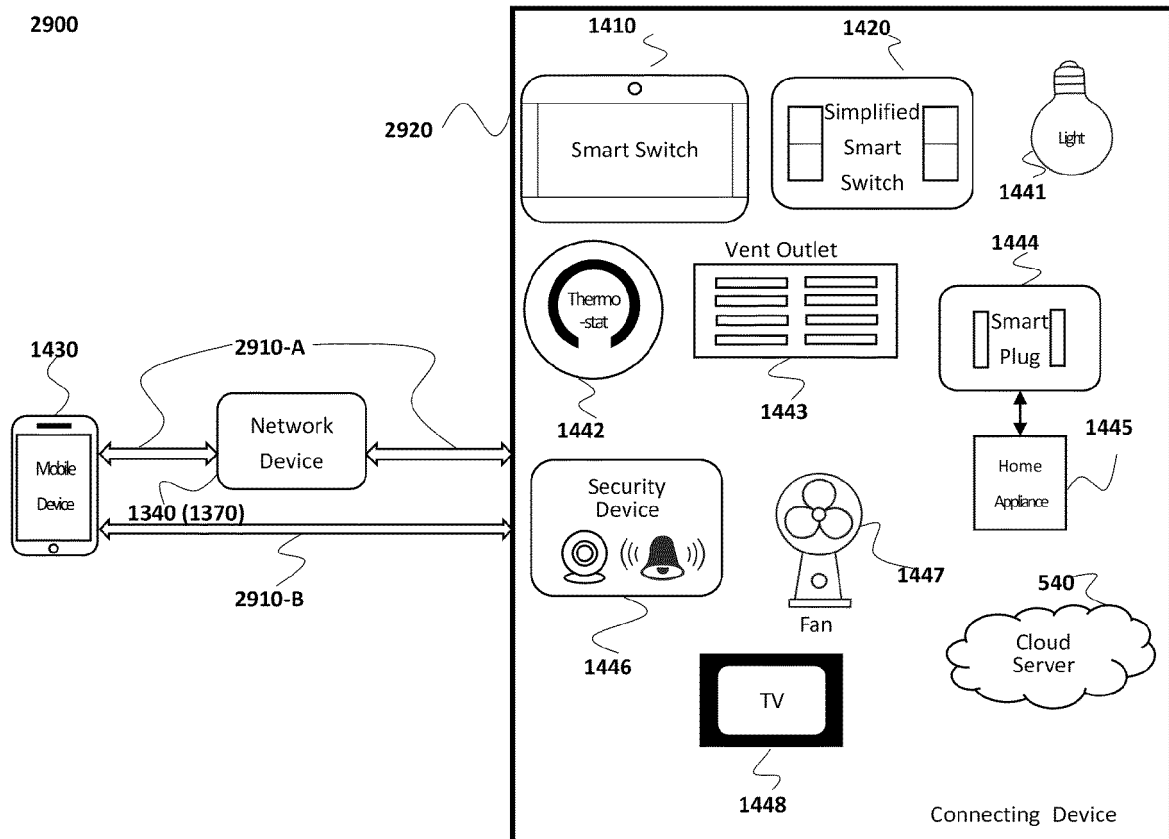 2900
1410
1420
2920
Smart Switch
Simplified
Smart
Switch
Light
1441
Vent Outlet
1444
Thermo
-stat
Smart
Plug
1430
2910-A
1442
1443
1445
Mobile
Device
Network
Device
Security
Device
Home
Appliance
1340 (1370)
1447
2910-B
540
Fan
Cloud
Server
1446
TV
1448
Connecting Device